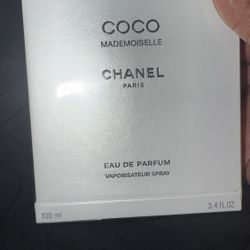 COCO
MADEMOISELLE
CHANEL
PARIS
EAU DE PARFUM
VAPORISATEUR SPRAY
100 ml 3.4 FL.OZ.